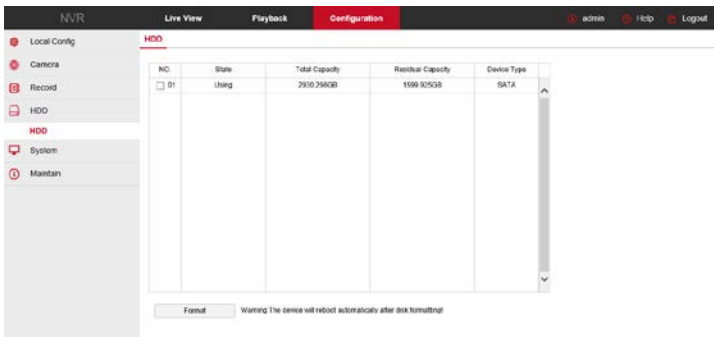 NVR Live View Playback Configuration admin Help Logout
Local Config
Camera
Record
HDD
HDD
System
Maintain
HDD
NO. State Total Capacity Residual Capacity Device Type
01 Using 2930.266GB 1599.925GB SATA
Format Warning:The device will reboot automatically after disk formatting!